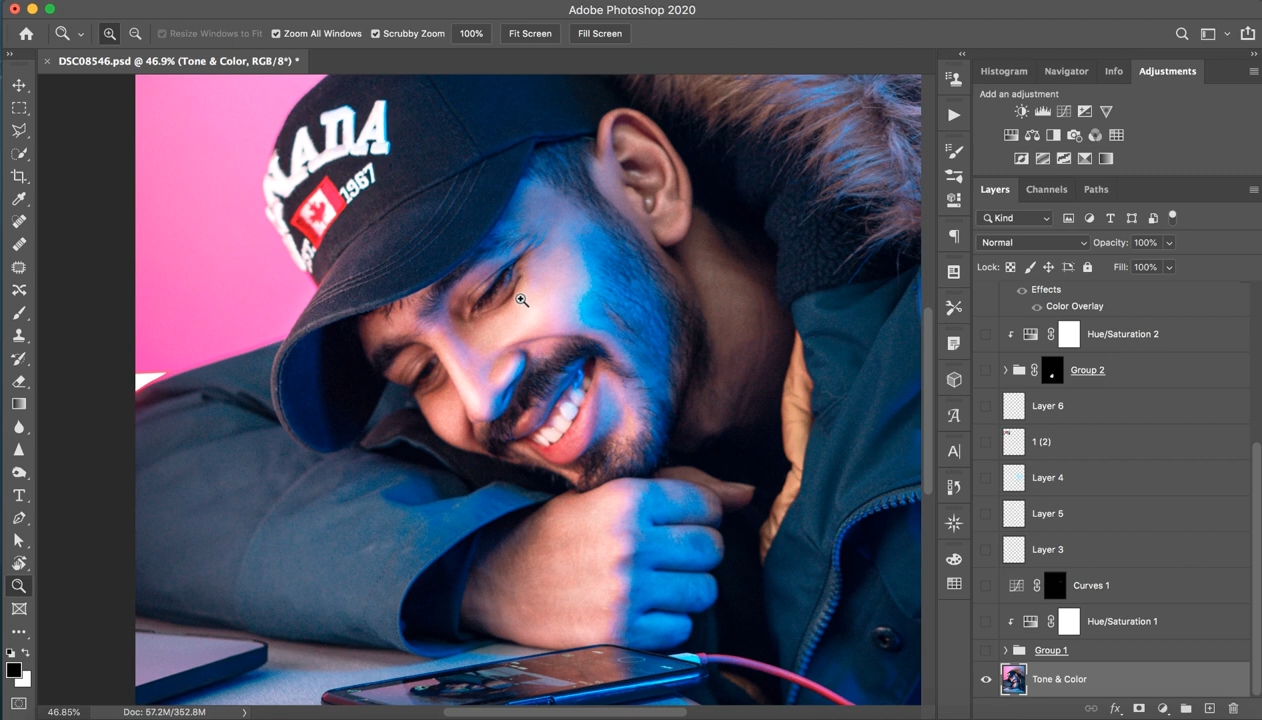 Adobe Photoshop 2020
Resize Windows to Fit
Zoom All Windows
Scrubby Zoom
100%
Fit Screen
Fill Screen
DSC08546.psd @ 46.9% (Tone & Color, RGB/8*) *
NADA
1967
Histogram
Navigator
Info
Adjustments
Add an adjustment
Layers
Channels
Paths
Kind
Normal
Opacity: 100%
Lock:
Fill: 100%
Effects
Color Overlay
Hue/Saturation 2
Group 2
Layer 6
1 (2)
Layer 4
Layer 5
Layer 3
Curves 1
Hue/Saturation 1
Group 1
Tone & Color
46.85%
Doc: 57.2M/352.8M